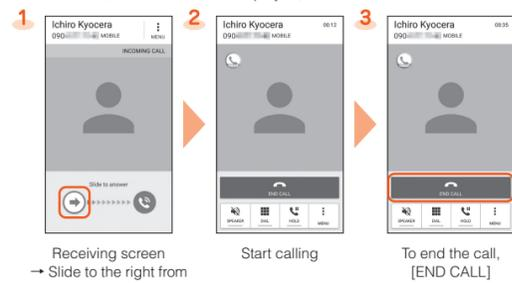 1
Ichiro Kyocera
090 MOBILE
MENU
INCOMING CALL
Slide to answer
Receiving screen
→ Slide to the right from
2
Ichiro Kyocera
00:12
090 MOBILE
END CALL
SPEAKER DIAL HOLD MENU
Start calling
3
Ichiro Kyocera
00:35
090 MOBILE
END CALL
SPEAKER DIAL HOLD MENU
To end the call,
[END CALL]